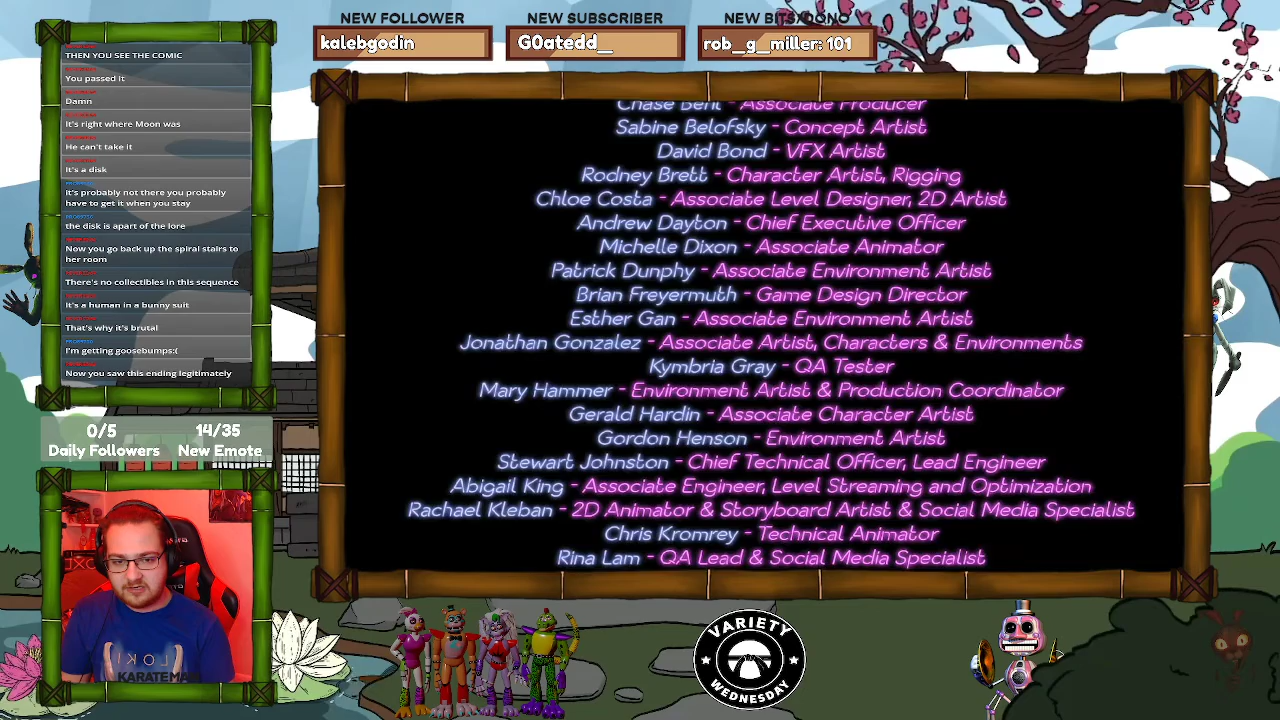 NEW FOLLOWER
kalebgodin
NEW SUBSCRIBER
G0atedd_
NEW BITS/DONO
rob_g_miller: 101
THEN YOU SEE THE COMIC
You passed it
Damn
It's right where Moon was
He can't take it
It's a disk
it's probably not there you probably
have to get it when you stay
the disk is apart of the lore
Now you go back up the spiral stairs to
her room
There's no collectibles in this sequence
It's a human in a bunny suit
That's why it's brutal
I'm getting goosebumps:(
Now you saw this ending legitimately
0/5
Daily Followers
14/35
New Emote
LOKI
KARATEMA
Chase Bent - Associate Producer
Sabine Belofsky - Concept Artist
David Bond - VFX Artist
Rodney Brett - Character Artist, Rigging
Chloe Costa - Associate Level Designer, 2D Artist
Andrew Dayton - Chief Executive Officer
Michelle Dixon - Associate Animator
Patrick Dunphy - Associate Environment Artist
Brian Freyermuth - Game Design Director
Esther Gan - Associate Environment Artist
Jonathan Gonzalez - Associate Artist, Characters & Environments
Kymbria Gray - QA Tester
Mary Hammer - Environment Artist & Production Coordinator
Gerald Hardin - Associate Character Artist
Gordon Henson - Environment Artist
Stewart Johnston - Chief Technical Officer, Lead Engineer
Abigail King - Associate Engineer, Level Streaming and Optimization
Rachael Kleban - 2D Animator & Storyboard Artist & Social Media Specialist
Chris Kromrey - Technical Animator
Rina Lam - QA Lead & Social Media Specialist
VARIETY
WEDNESDAY